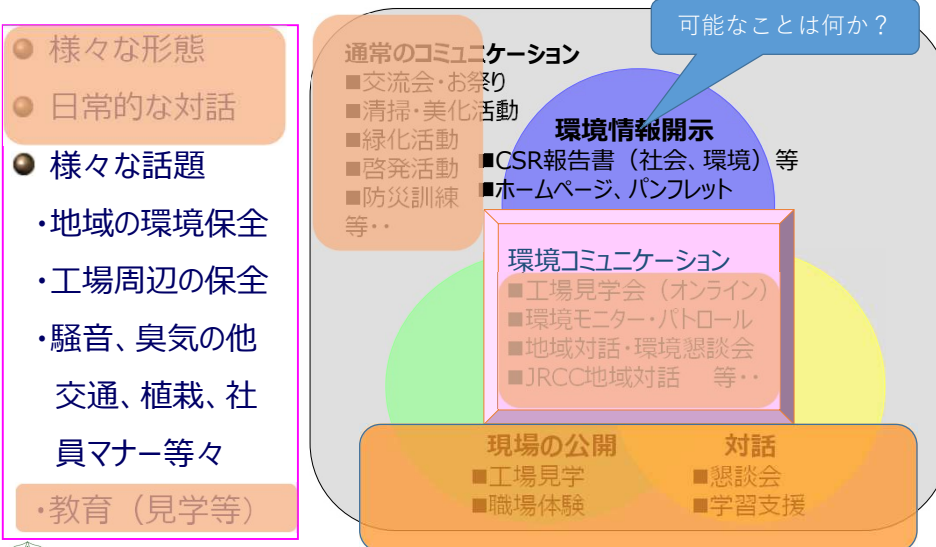 ● 様々な形態
● 日常的な対話
● 様々な話題
・地域の環境保全
・工場周辺の保全
・騒音、臭気の他
交通、植栽、社
員マナー等々
・教育（見学等）
可能なことは何か？
通常のコミュニケーション
■交流会・お祭り
■清掃・美化活動
■緑化活動
■啓発活動
■防災訓練
等・・
環境情報開示
■CSR報告書（社会、環境）等
■ホームページ、パンフレット
環境コミュニケーション
■工場見学会（オンライン）
■環境モニター・パトロール
■地域対話・環境懇談会
■JRCC地域対話　等・・
現場の公開
■工場見学
■職場体験
対話
■懇談会
■学習支援